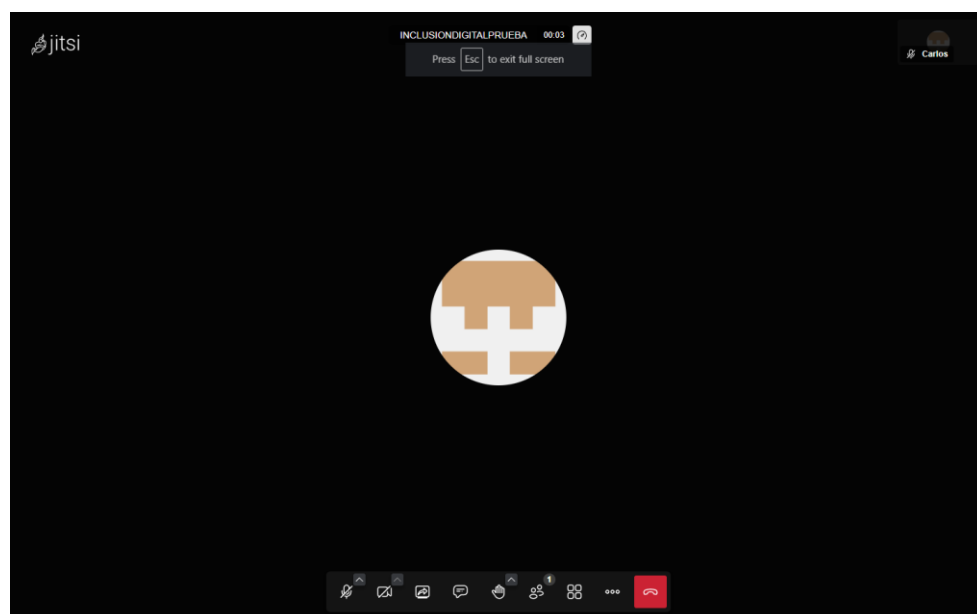 jitsi
INCLUSIONDIGITALPRUEBA 00:03
Press Esc to exit full screen
Carlos
1